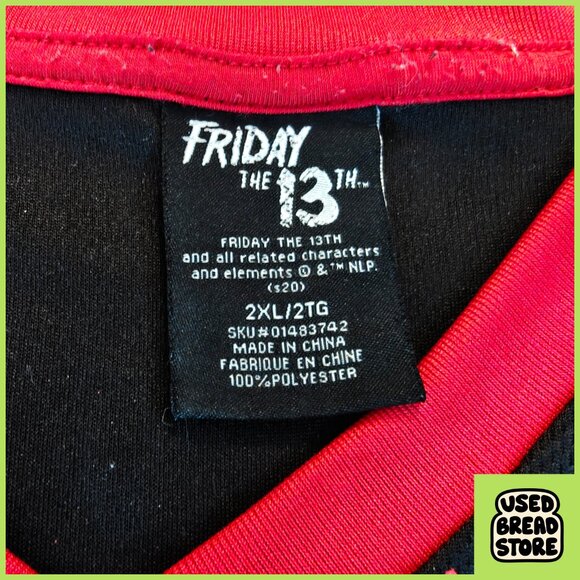 FRIDAY
THE 13TH™
FRIDAY THE 13TH
and all related characters
and elements © & ™ NLP.
(s20)
2XL/2TG
SKU#01483742
MADE IN CHINA
FABRIQUE EN CHINE
100%POLYESTER
USED
BREAD
STORE